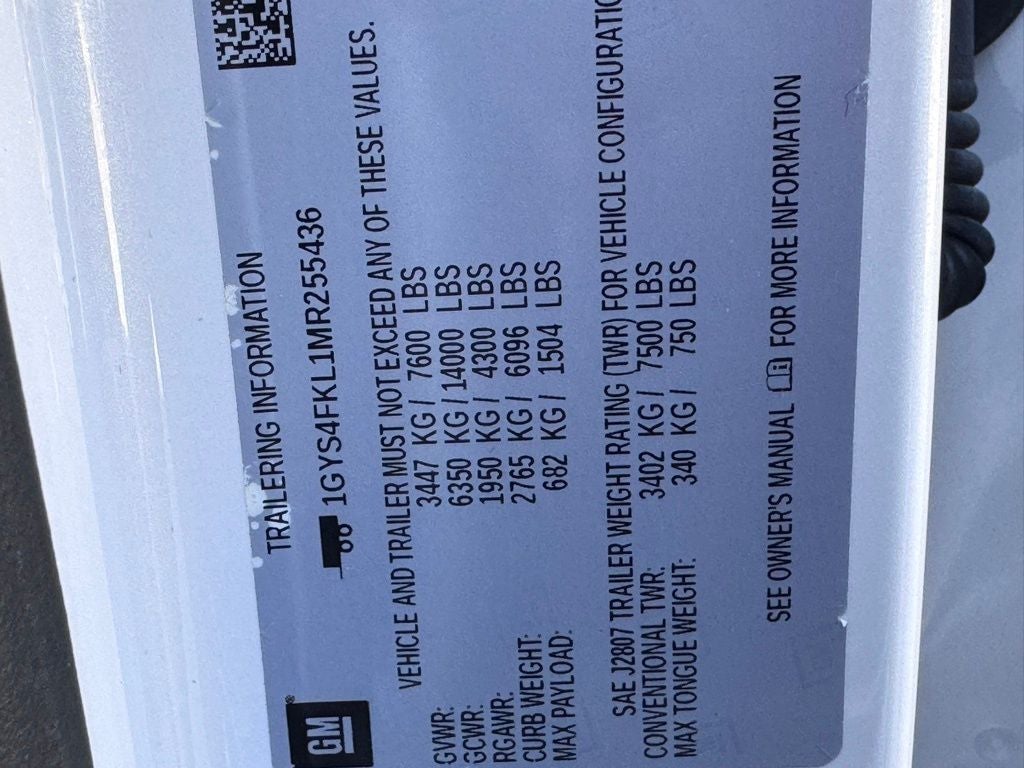 GM®
TRAILERING INFORMATION
1GYS4FKL1MR255436
VEHICLE AND TRAILER MUST NOT EXCEED ANY OF THESE VALUES.
GVWR: 3447 KG / 7600 LBS
GCWR: 6350 KG / 14000 LBS
RGAWR: 1950 KG / 4300 LBS
CURB WEIGHT: 2765 KG / 6096 LBS
MAX PAYLOAD: 682 KG / 1504 LBS
SAE J2807 TRAILER WEIGHT RATING (TWR) FOR VEHICLE
CONVENTIONAL TWR: 3402 KG / 7500 LBS
MAX TONGUE WEIGHT: 340 KG / 750 LBS
SEE OWNER'S MANUAL FOR MORE INFORMATION